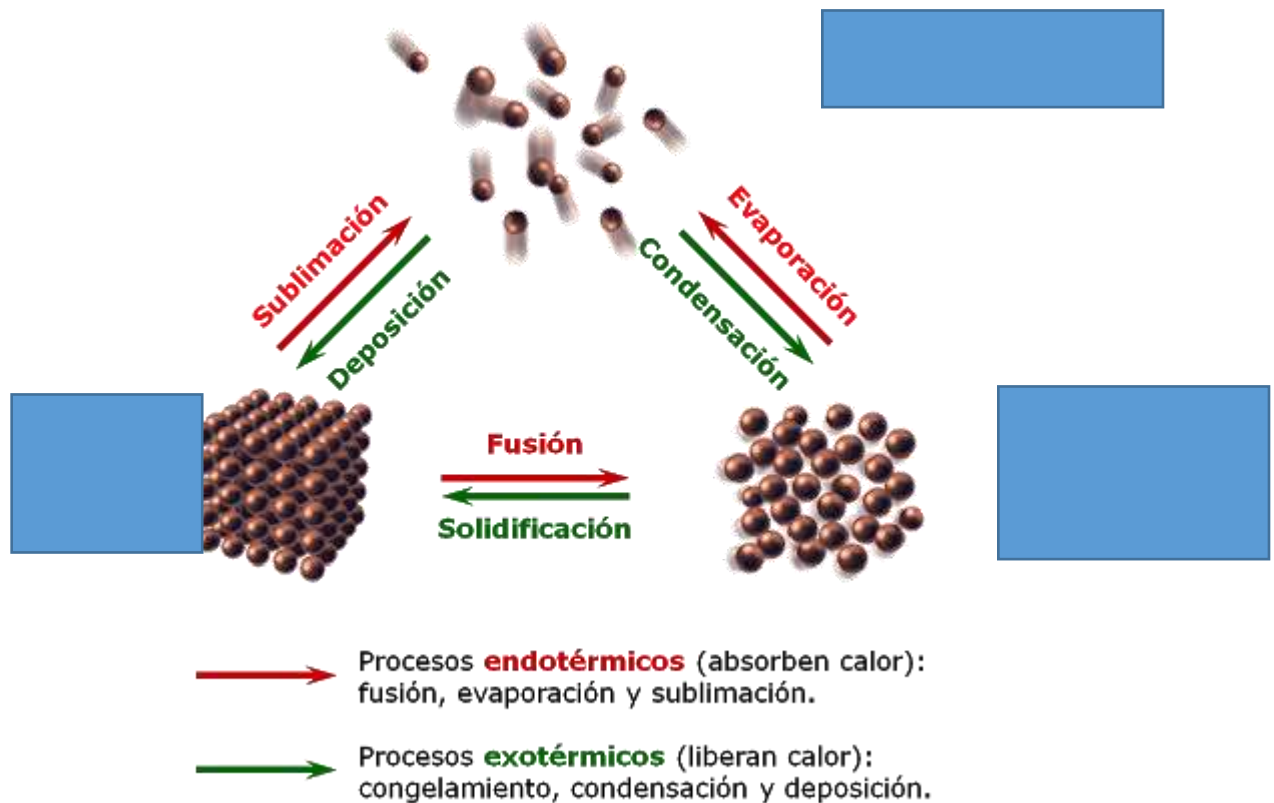 Sublimación
Deposición
Evaporación
Condensación
Fusión
Solidificación
Procesos endotérmicos (absorben calor):
fusión, evaporación y sublimación.
Procesos exotérmicos (liberan calor):
congelamiento, condensación y deposición.